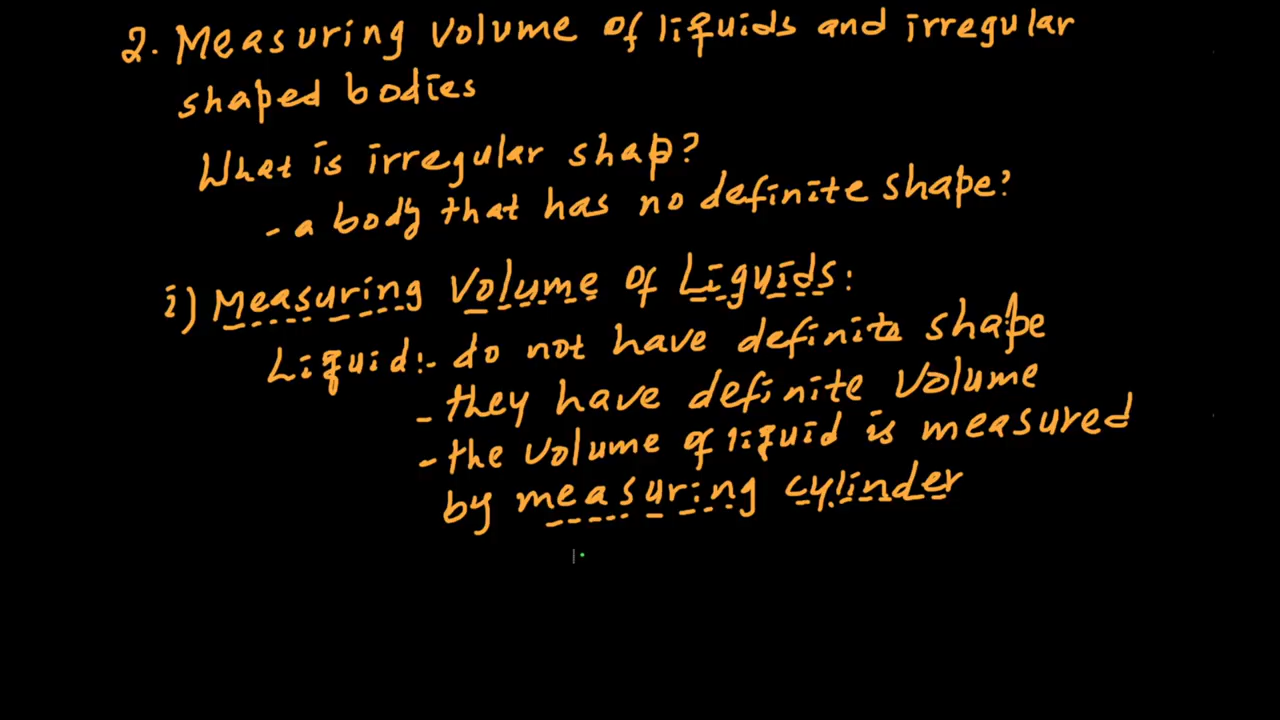 2. Measuring volume of liquids and irregular
shaped bodies
What is irregular shap?
- a body that has no definite shape?
i) Measuring Volume of Liquids:
Liquid:- do not have definite shape
- they have definite volume
- the volume of liquid is measured
by measuring cylinder